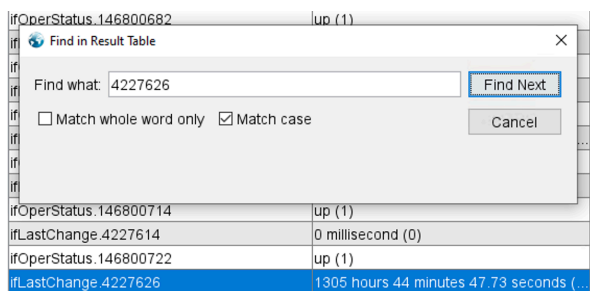 ifOperStatus.146800682 up (1)
Find in Result Table
Find what: 4227626 Find Next
Match whole word only Match case Cancel
ifOperStatus.146800714 up (1)
ifLastChange.4227614 0 millisecond (0)
ifOperStatus.146800722 up (1)
ifLastChange.4227626 1305 hours 44 minutes 47.73 seconds (...